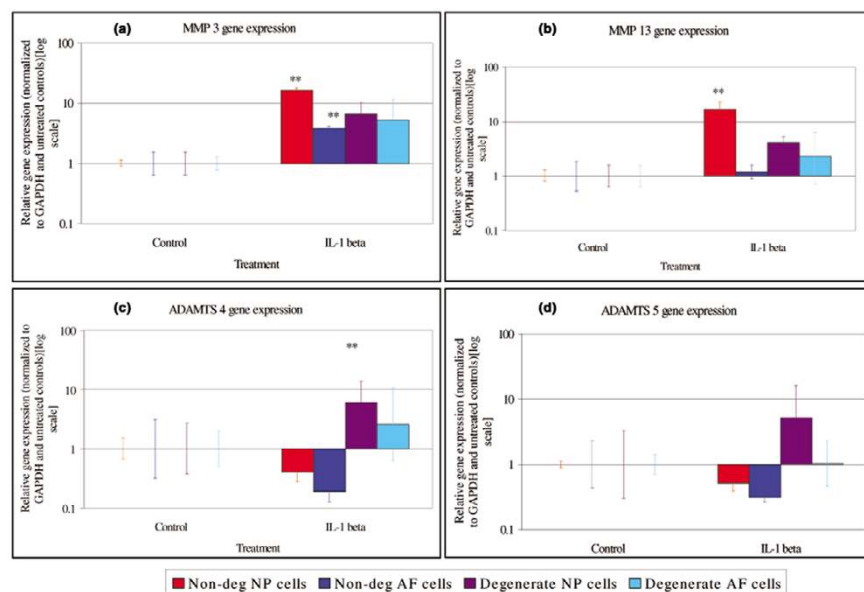 (a)
MMP 3 gene expression
Relative gene expression (normalized
to GAPDH and untreated controls)[log
scale]
100
10
1
0.1
**
**
Control
IL-1 beta
Treatment
(b)
MMP 13 gene expression
Relative gene expression (normalized to
GAPDH and untreated controls)[log
scale]
100
10
1
0.1
**
Control
IL-1 beta
Treatment
(c)
ADAMTS 4 gene expression
Relative gene expression (normalized to
GAPDH and untreated controls)[log
scale]
100
10
1
0.1
**
Control
IL-1 beta
Treatment
(d)
ADAMTS 5 gene expression
Relative gene expression (normalized
to GAPDH and untreated controls)[log
scale]
100
10
1
0.1
Control
IL-1 beta
Non-deg NP cells
Non-deg AF cells
Degenerate NP cells
Degenerate AF cells